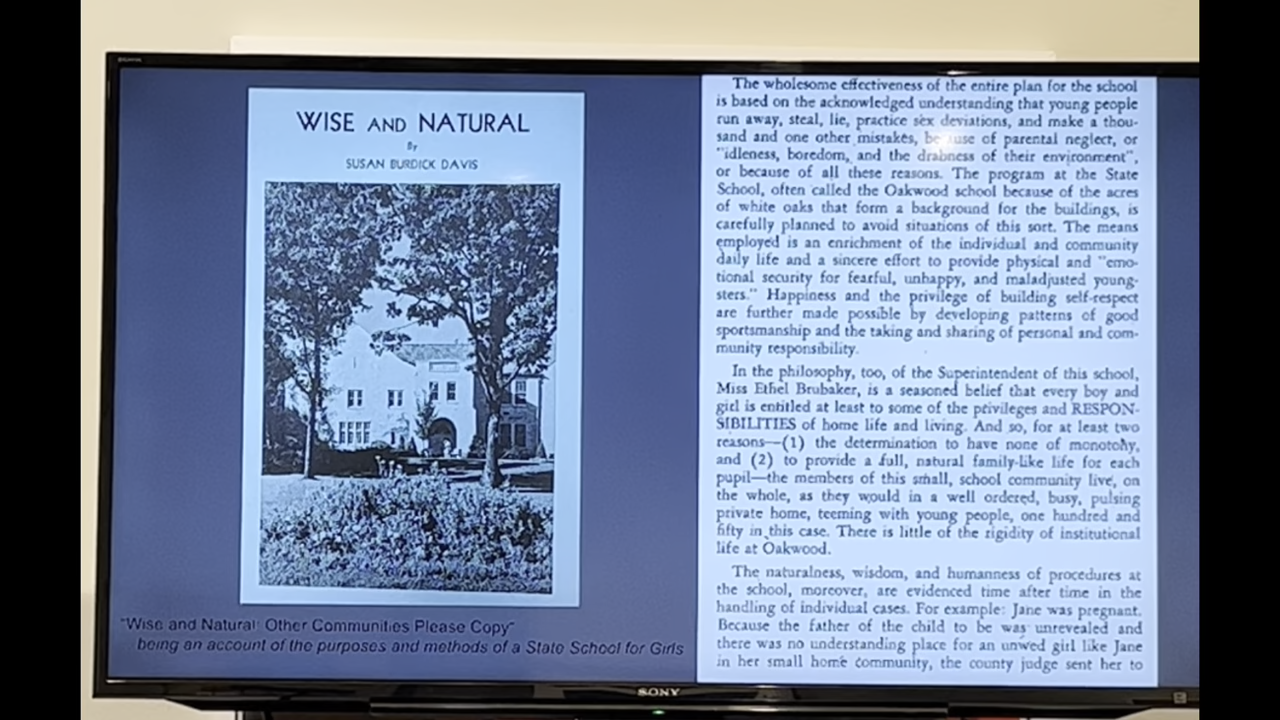 WISE AND NATURAL
By
SUSAN BURDICK DAVIS
"Wise and Natural: Other Communities Please Copy"
being an account of the purposes and methods of a State School for Girls
The wholesome effectiveness of the entire plan for the school
is based on the acknowledged understanding that young people
run away, steal, lie, practice sex deviations, and make a thou-
sand and one other mistakes, because of parental neglect, or
"idleness, boredom, and the drabness of their environment",
or because of all these reasons. The program at the State
School, often called the Oakwood school because of the acres
of white oaks that form a background for the buildings, is
carefully planned to avoid situations of this sort. The means
employed is an enrichment of the individual and community
daily life and a sincere effort to provide physical and "emo-
tional security for fearful, unhappy, and maladjusted young-
sters." Happiness and the privilege of building self-respect
are further made possible by developing patterns of good
sportsmanship and the taking and sharing of personal and com-
munity responsibility.
In the philosophy, too, of the Superintendent of this school,
Miss Ethel Brubaker, is a seasoned belief that every boy and
girl is entitled at least to some of the privileges and RESPON-
SIBILITIES of home life and living. And so, for at least two
reasons—(1) the determination to have none of monotony,
and (2) to provide a full, natural family-like life for each
pupil—the members of this small, school community live, on
the whole, as they would in a well ordered, busy, pulsing
private home, teeming with young people, one hundred and
fifty in this case. There is little of the rigidity of institutional
life at Oakwood.
The naturalness, wisdom, and humanness of procedures at
the school, moreover, are evidenced time after time in the
handling of individual cases. For example: Jane was pregnant.
Because the father of the child to be was unrevealed and
there was no understanding place for an unwed girl like Jane
in her small home community, the county judge sent her to
SONY